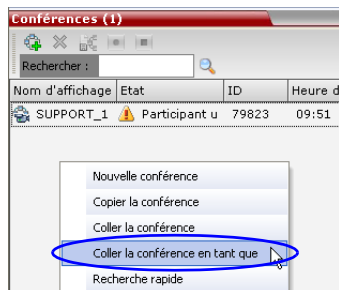 Conférences (1)
Rechercher :
Nom d'affichage Etat ID Heure d
SUPPORT_1 Participant u 79823 09:51
Nouvelle conférence
Copier la conférence
Coller la conférence
Coller la conférence en tant que
Recherche rapide